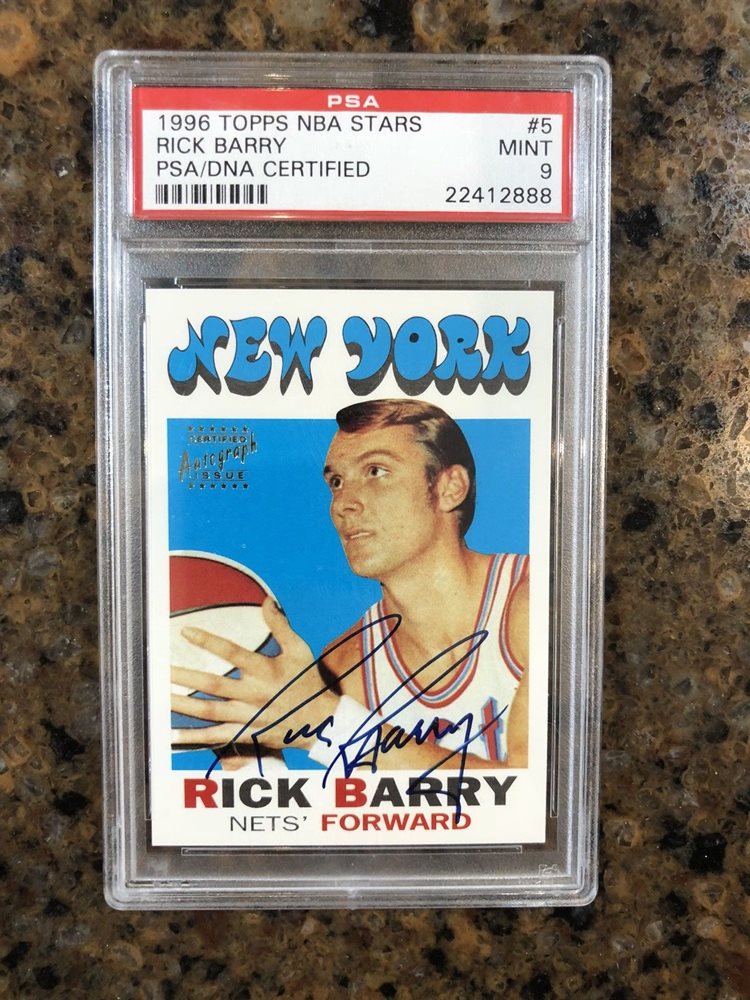 PSA
1996 TOPPS NBA STARS #5
RICK BARRY MINT
PSA/DNA CERTIFIED 9
22412888
NEW YORK
CERTIFIED
Autograph
ISSUE
Rick Barry
RICK BARRY
NETS' FORWARD